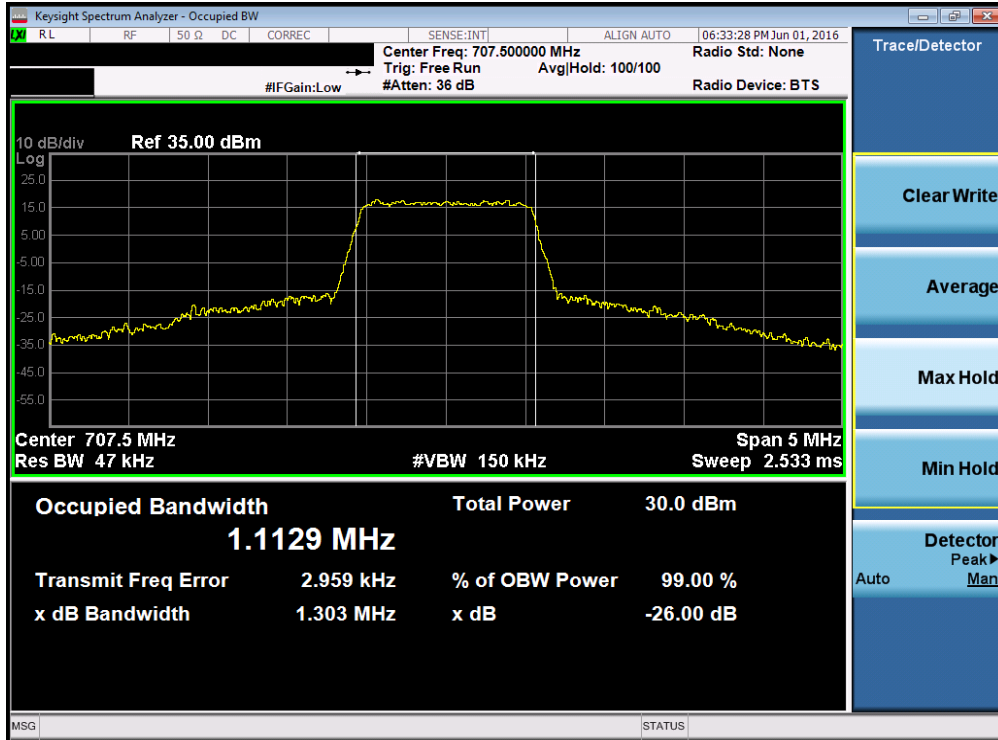 Keysight Spectrum Analyzer - Occupied BW
LXI RL RF 50 Ω DC CORREC SENSE:INT ALIGN AUTO 06:33:28 PM Jun 01, 2016
Center Freq: 707.500000 MHz Radio Std: None
Trig: Free Run Avg|Hold: 100/100
#IFGain:Low #Atten: 36 dB Radio Device: BTS
10 dB/div Ref 35.00 dBm
Log
25.0
15.0
5.00
-5.00
-15.0
-25.0
-35.0
-45.0
-55.0
Center 707.5 MHz Span 5 MHz
Res BW 47 kHz #VBW 150 kHz Sweep 2.533 ms
Occupied Bandwidth Total Power 30.0 dBm
1.1129 MHz
Transmit Freq Error 2.959 kHz % of OBW Power 99.00 %
x dB Bandwidth 1.303 MHz x dB -26.00 dB
MSG STATUS
Trace/Detector
Clear Write
Average
Max Hold
Min Hold
Detector
Peak▶
Auto Man